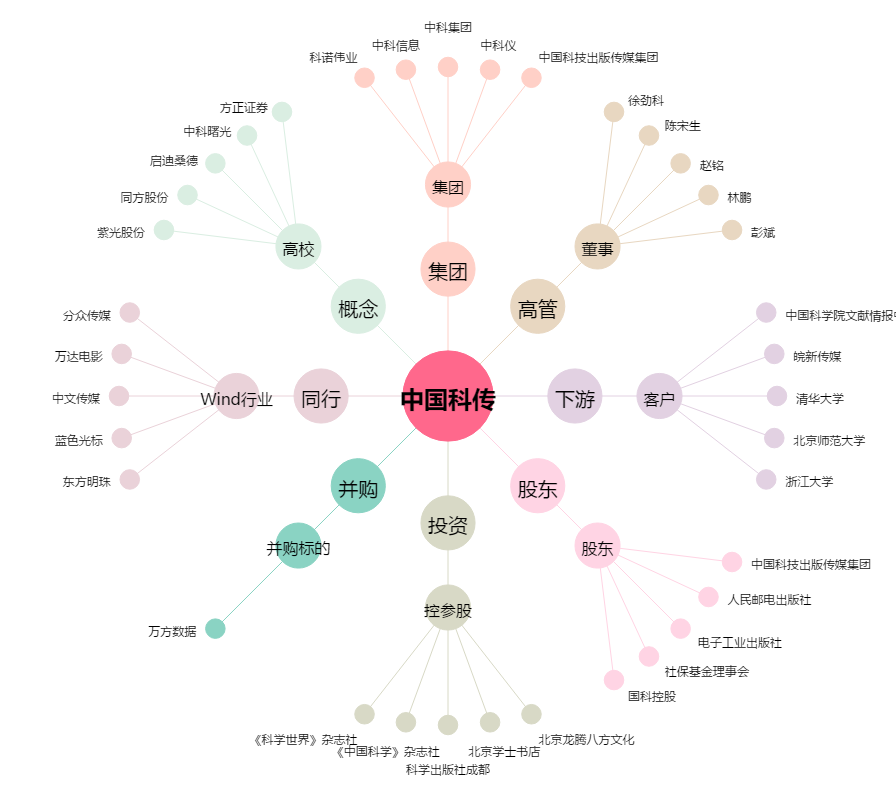 中科集团
中科信息
中科仪
科诺伟业
中国科技出版传媒集团
徐劲科
方正证券
陈宋生
中科曙光
启迪桑德
赵铭
同方股份
林鹏
集团
紫光股份
彭斌
高校
董事
集团
概念
高管
分众传媒
中国科学院文献情报中
万达电影
皖新传媒
中文传媒
Wind行业
同行
中国科传
下游
客户
清华大学
蓝色光标
北京师范大学
东方明珠
浙江大学
并购
股东
投资
并购标的
股东
中国科技出版传媒集团
人民邮电出版社
控参股
万方数据
电子工业出版社
社保基金理事会
国科控股
《科学世界》杂志社
《中国科学》杂志社
科学出版社成都
北京学士书店
北京龙腾八方文化